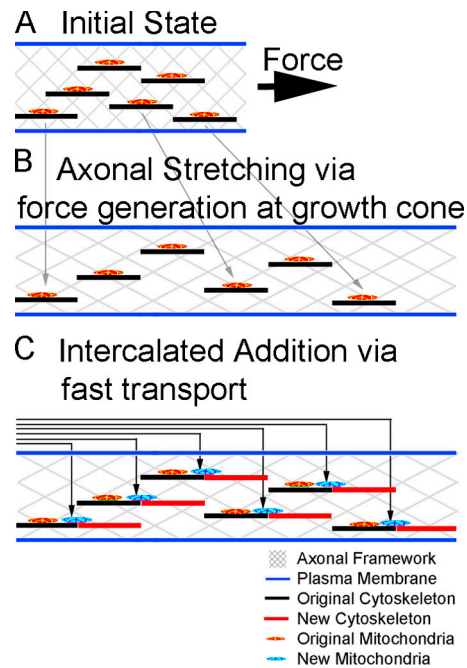 A Initial State
Force
B Axonal Stretching via
force generation at growth cone
C Intercalated Addition via
fast transport
Axonal Framework
Plasma Membrane
Original Cytoskeleton
New Cytoskeleton
Original Mitochondria
New Mitochondria